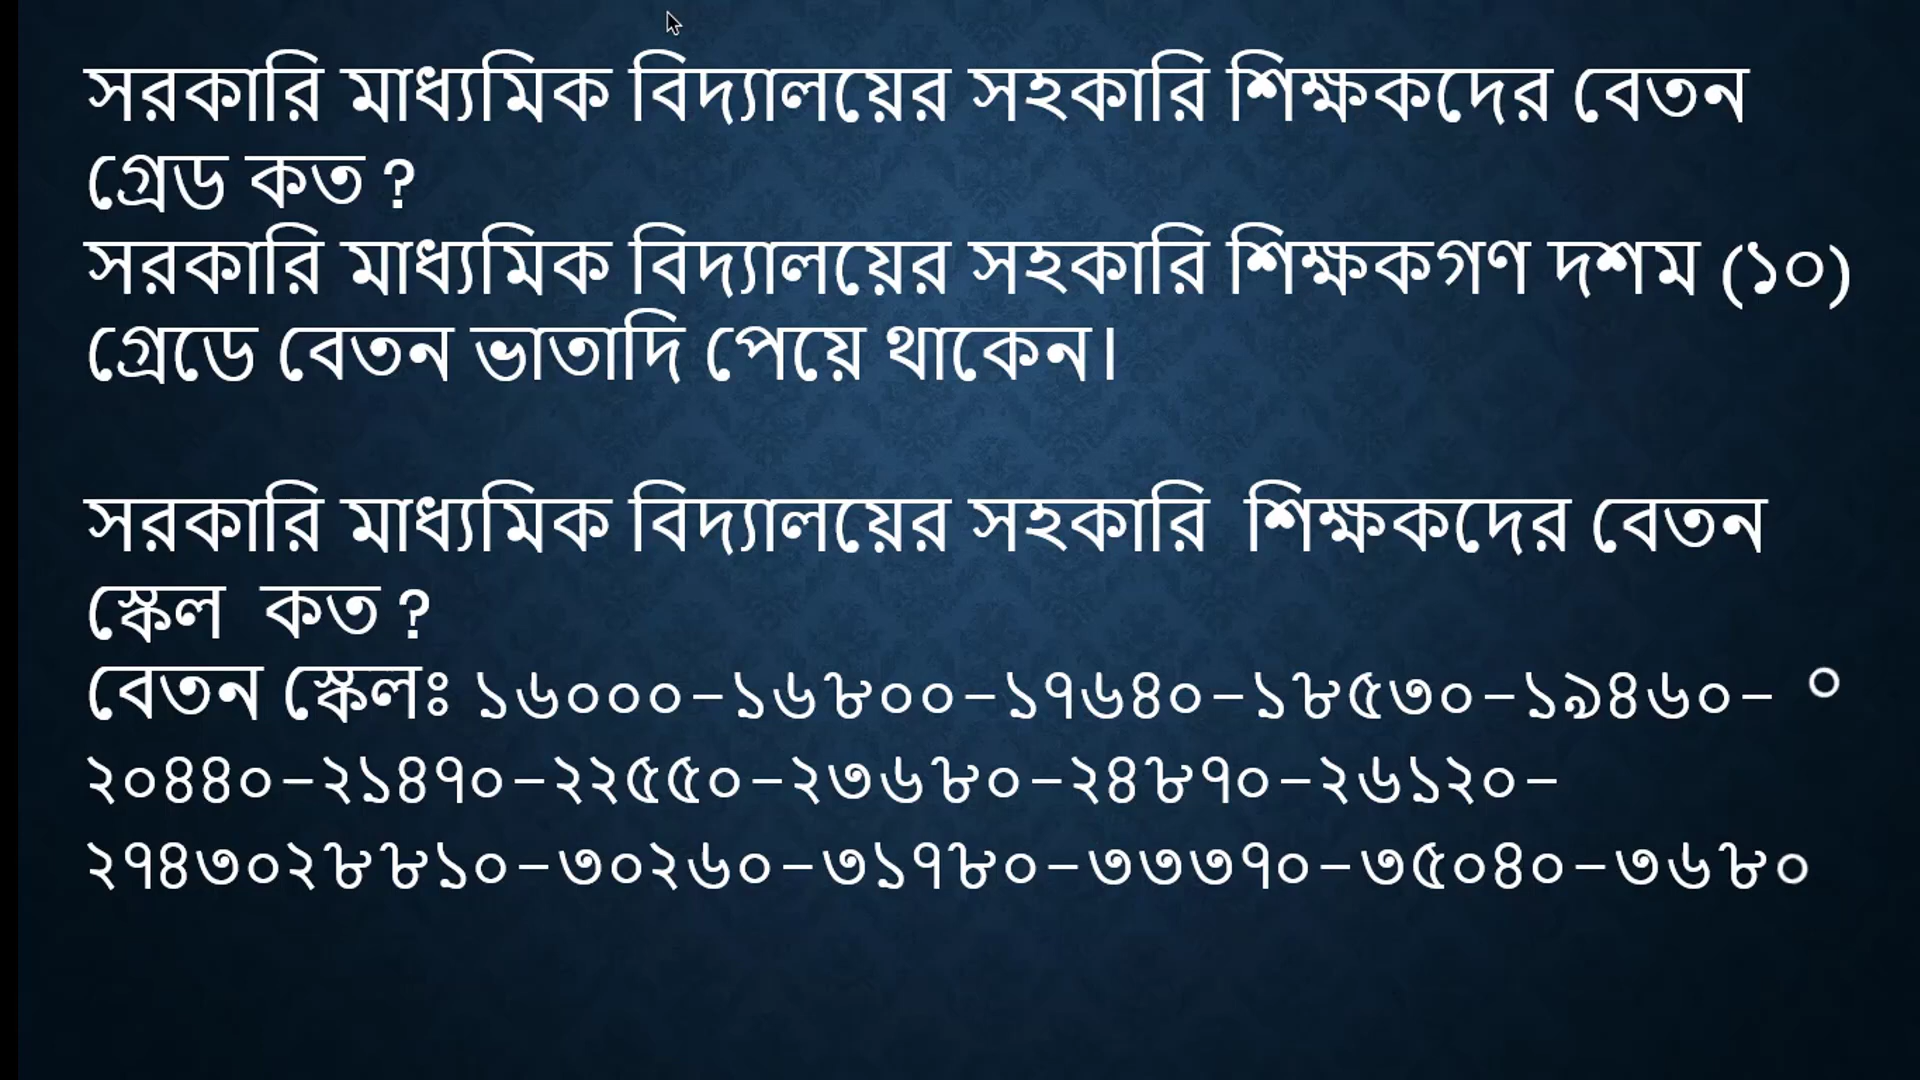 সরকারি মাধ্যমিক বিদ্যালয়ের সহকারি শিক্ষকদের বেতন
গ্রেড কত ?
সরকারি মাধ্যমিক বিদ্যালয়ের সহকারি শিক্ষকগণ দশম (১০)
গ্রেডে বেতন ভাতাদি পেয়ে থাকেন।
সরকারি মাধ্যমিক বিদ্যালয়ের সহকারি শিক্ষকদের বেতন
স্কেল কত ?
বেতন স্কেলঃ ১৬০০০–১৬৮০০–১৭৬৪০–১৮৫৩০–১৯৪৬০– ০
২০৪৪০–২১৪৭০–২২৫৫০–২৩৬৮০–২৪৮৭০–২৬১২০–
২৭৪৩০২৮৮১০–৩০২৬০–৩১৭৮০–৩৩৩৭০–৩৫০৪০–৩৬৮০